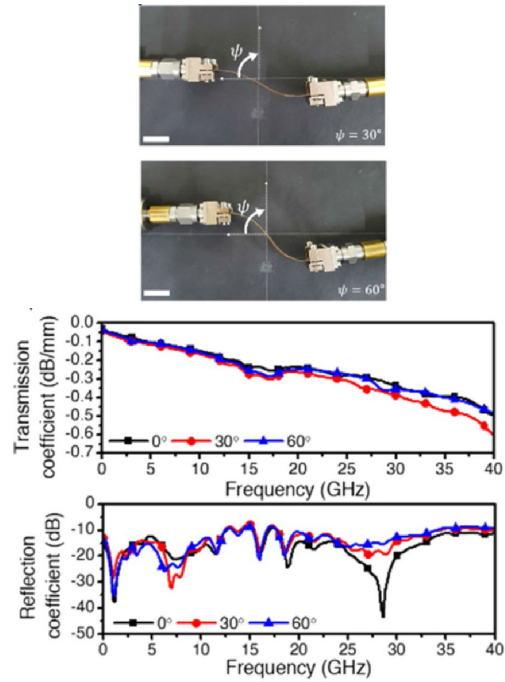 ψ
ψ = 30°
ψ
ψ = 60°
Transmission
coefficient (dB/mm)
0.0
-0.1
-0.2
-0.3
-0.4
-0.5
-0.6
-0.7
0° 30° 60°
0 5 10 15 20 25 30 35 40
Frequency (GHz)
Reflection
coefficient (dB)
0
-10
-20
-30
-40
-50
0° 30° 60°
0 5 10 15 20 25 30 35 40
Frequency (GHz)